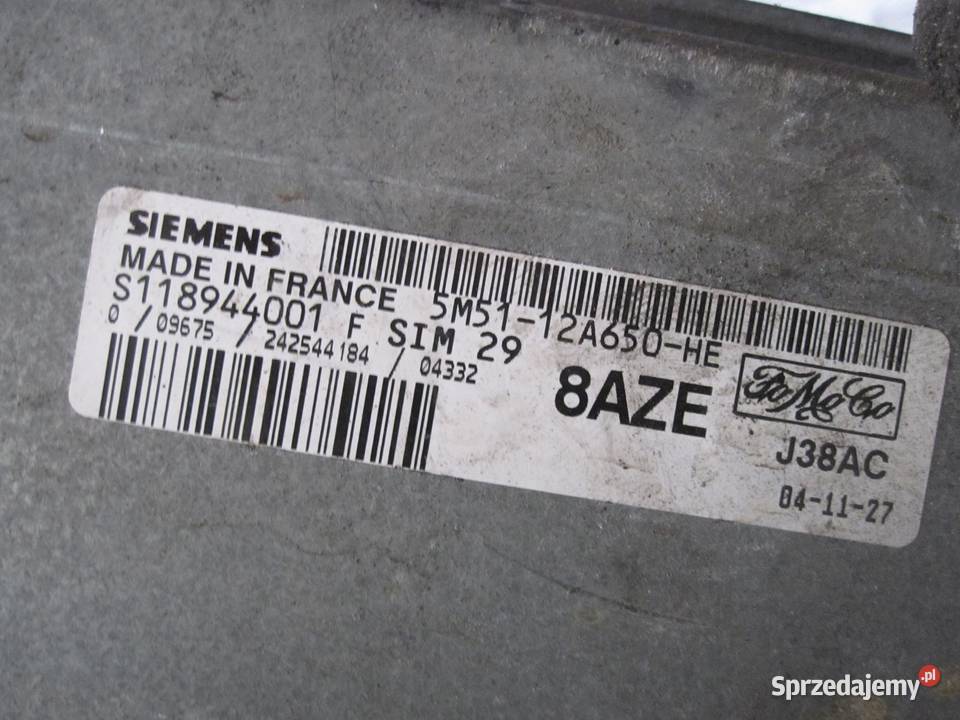 SIEMENS
MADE IN FRANCE 5M51-12A650-HE
S118944001 F SIM 29
0 / 09675 / 242544184 / 04332
8AZE
FoMoCo
J38AC
04-11-27
Sprzedajemy.pl